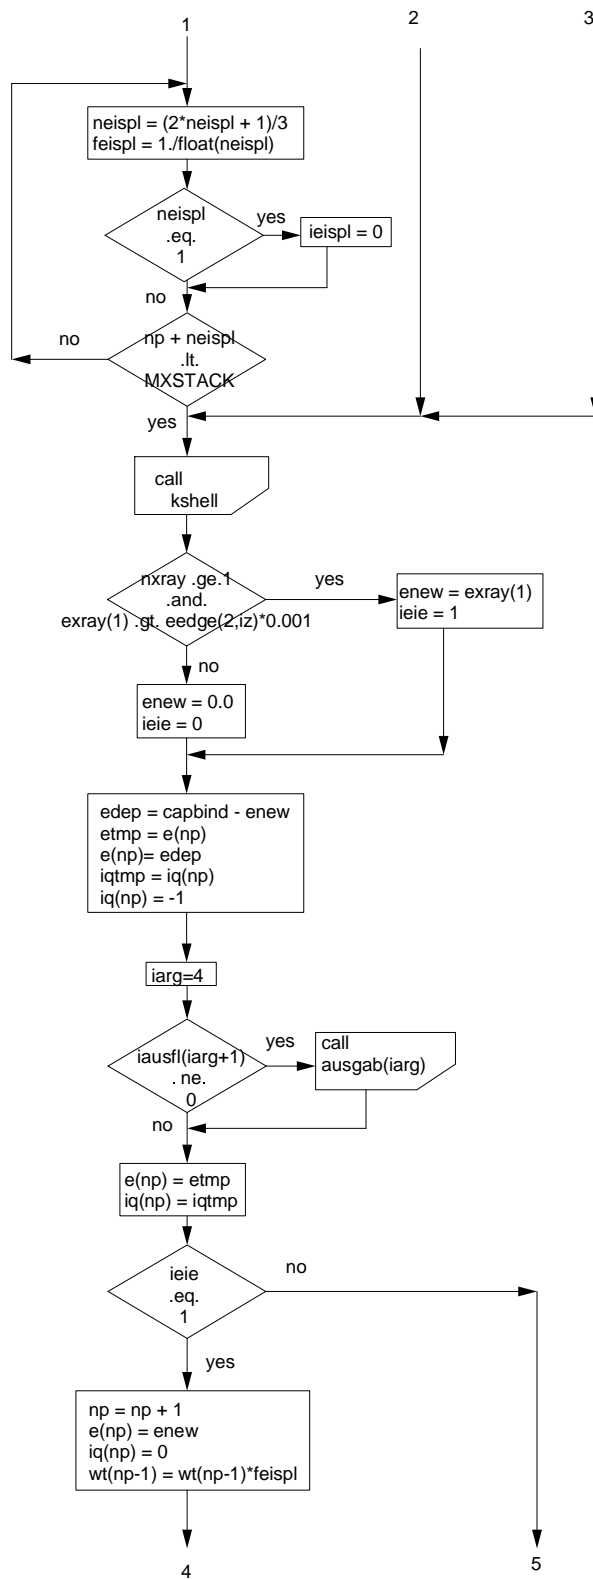 1
2
3
neispl = (2*neispl + 1)/3
feispl = 1./float(neispl)
neispl
.eq.
1
yes
ieispl = 0
no
np + neispl
.lt.
MXSTACK
no
yes
call
kshell
nxray .ge.1
.and.
exray(1) .gt. eedge(2,iz)*0.001
yes
enew = exray(1)
ieie = 1
no
enew = 0.0
ieie = 0
edep = capbind - enew
etmp = e(np)
e(np)= edep
iqtmp = iq(np)
iq(np) = -1
iarg=4
iausfl(iarg+1)
. ne.
0
yes
call
ausgab(iarg)
no
e(np) = etmp
iq(np) = iqtmp
ieie
.eq.
1
no
yes
np = np + 1
e(np) = enew
iq(np) = 0
wt(np-1) = wt(np-1)*feispl
4
5